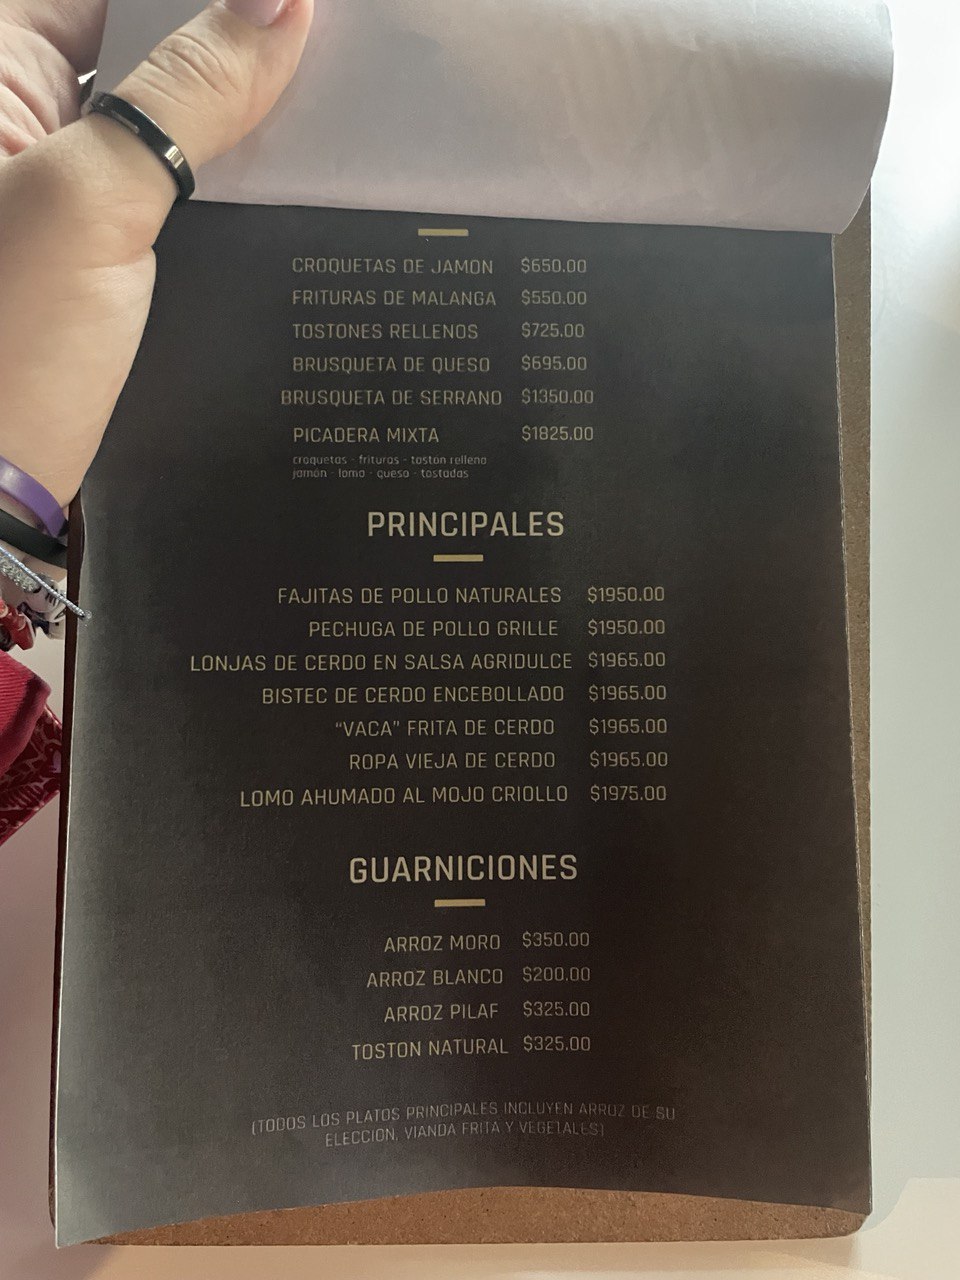 CROQUETAS DE JAMON $650.00
FRITURAS DE MALANGA $550.00
TOSTONES RELLENOS $725.00
BRUSQUETA DE QUESO $695.00
BRUSQUETA DE SERRANO $1350.00
PICADERA MIXTA $1825.00
croquetas - frituras - toston relleno
jamón - lomo - queso - tostadas
PRINCIPALES
FAJITAS DE POLLO NATURALES $1950.00
PECHUGA DE POLLO GRILLE $1950.00
LONJAS DE CERDO EN SALSA AGRIDULCE $1965.00
BISTEC DE CERDO ENCEBOLLADO $1965.00
“VACA” FRITA DE CERDO $1965.00
ROPA VIEJA DE CERDO $1965.00
LOMO AHUMADO AL MOJO CRIOLLO $1975.00
GUARNICIONES
ARROZ MORO $350.00
ARROZ BLANCO $200.00
ARROZ PILAF $325.00
TOSTON NATURAL $325.00
(TODOS LOS PLATOS PRINCIPALES INCLUYEN ARROZ DE SU
ELECCION, VIANDA FRITA Y VEGETALES)